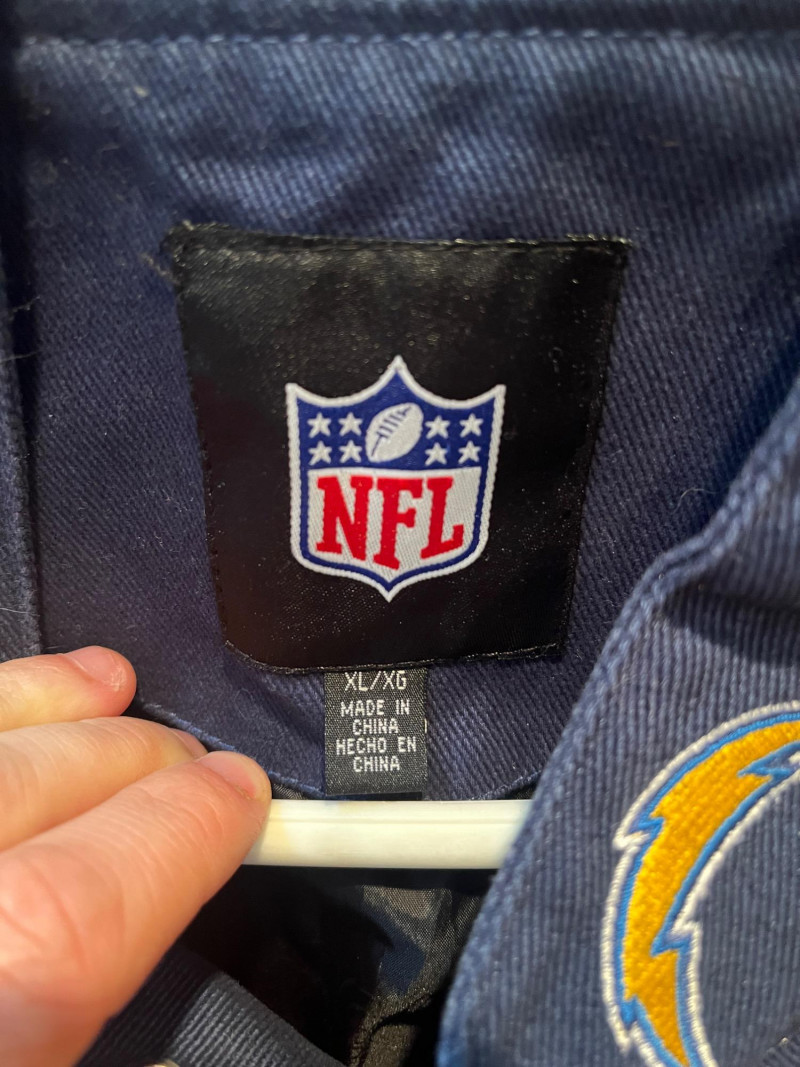 NFL
XL/XG
MADE IN
CHINA
HECHO EN
CHINA